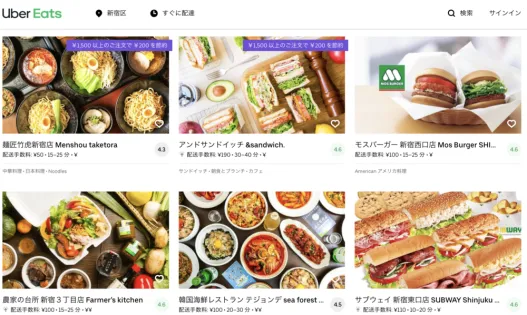 Uber Eats
新宿区
すぐに配達
検索
サインイン
¥1,500 以上のご注文で ¥200 を節約
¥1,500 以上のご注文で ¥200 を節約
MOS BURGER
麺匠竹虎新宿店 Menshou taketora
4.3
配送手数料: ¥50・15–25 分・¥
中華料理・日本料理・Noodles
アンドサンドイッチ &sandwich.
4.6
配送手数料: ¥190・30–40 分・¥
サンドイッチ・朝食とブランチ・カフェ
モスバーガー 新宿西口店 Mos Burger SHI...
4.6
配送手数料: ¥100・15–25 分・¥
American アメリカ料理
WAY
農家の台所 新宿３丁目店 Farmer's kitchen
4.6
配送手数料: ¥100・15–25 分・¥¥
韓国海鮮レストラン テジョンデ sea forest ...
4.5
配送手数料: ¥100・20–30 分・¥¥
サブウェイ 新宿東口店 SUBWAY Shinjuku ...
4.6
配送手数料: ¥110・10–20 分・¥